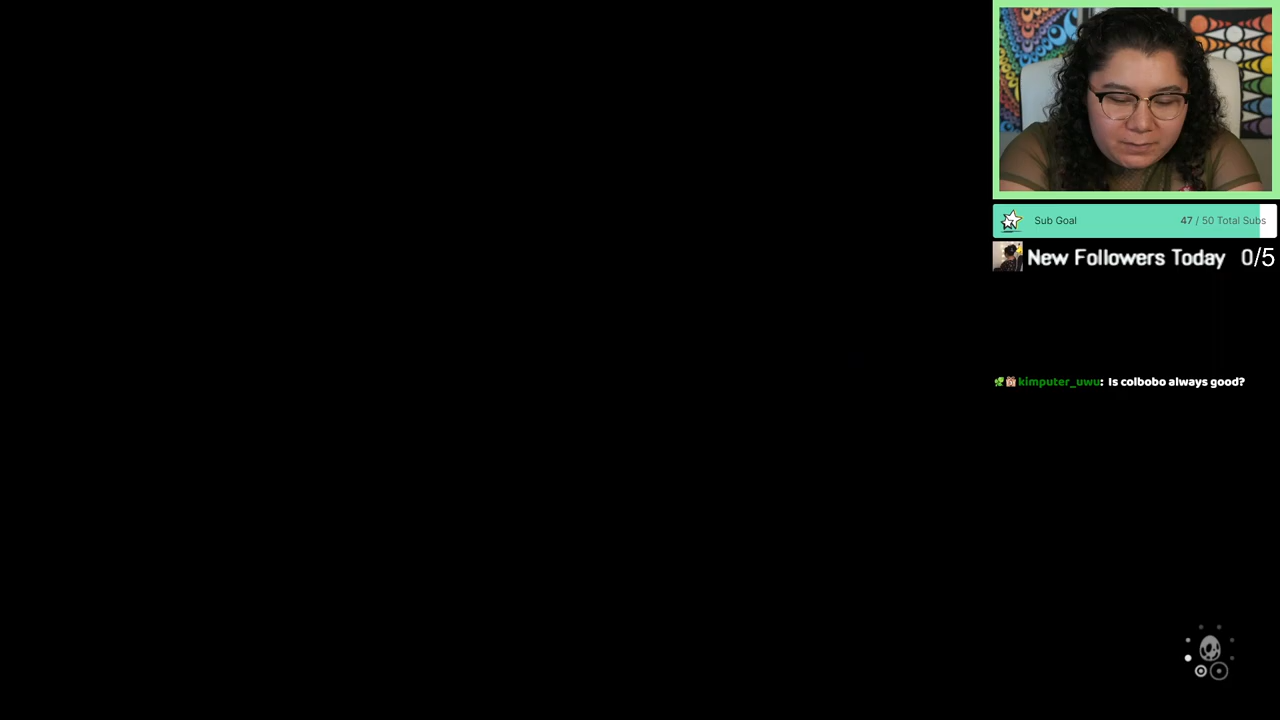 Sub Goal 47 / 50 Total Subs
New Followers Today 0/5
kimputer_uwu: Is colbobo always good?